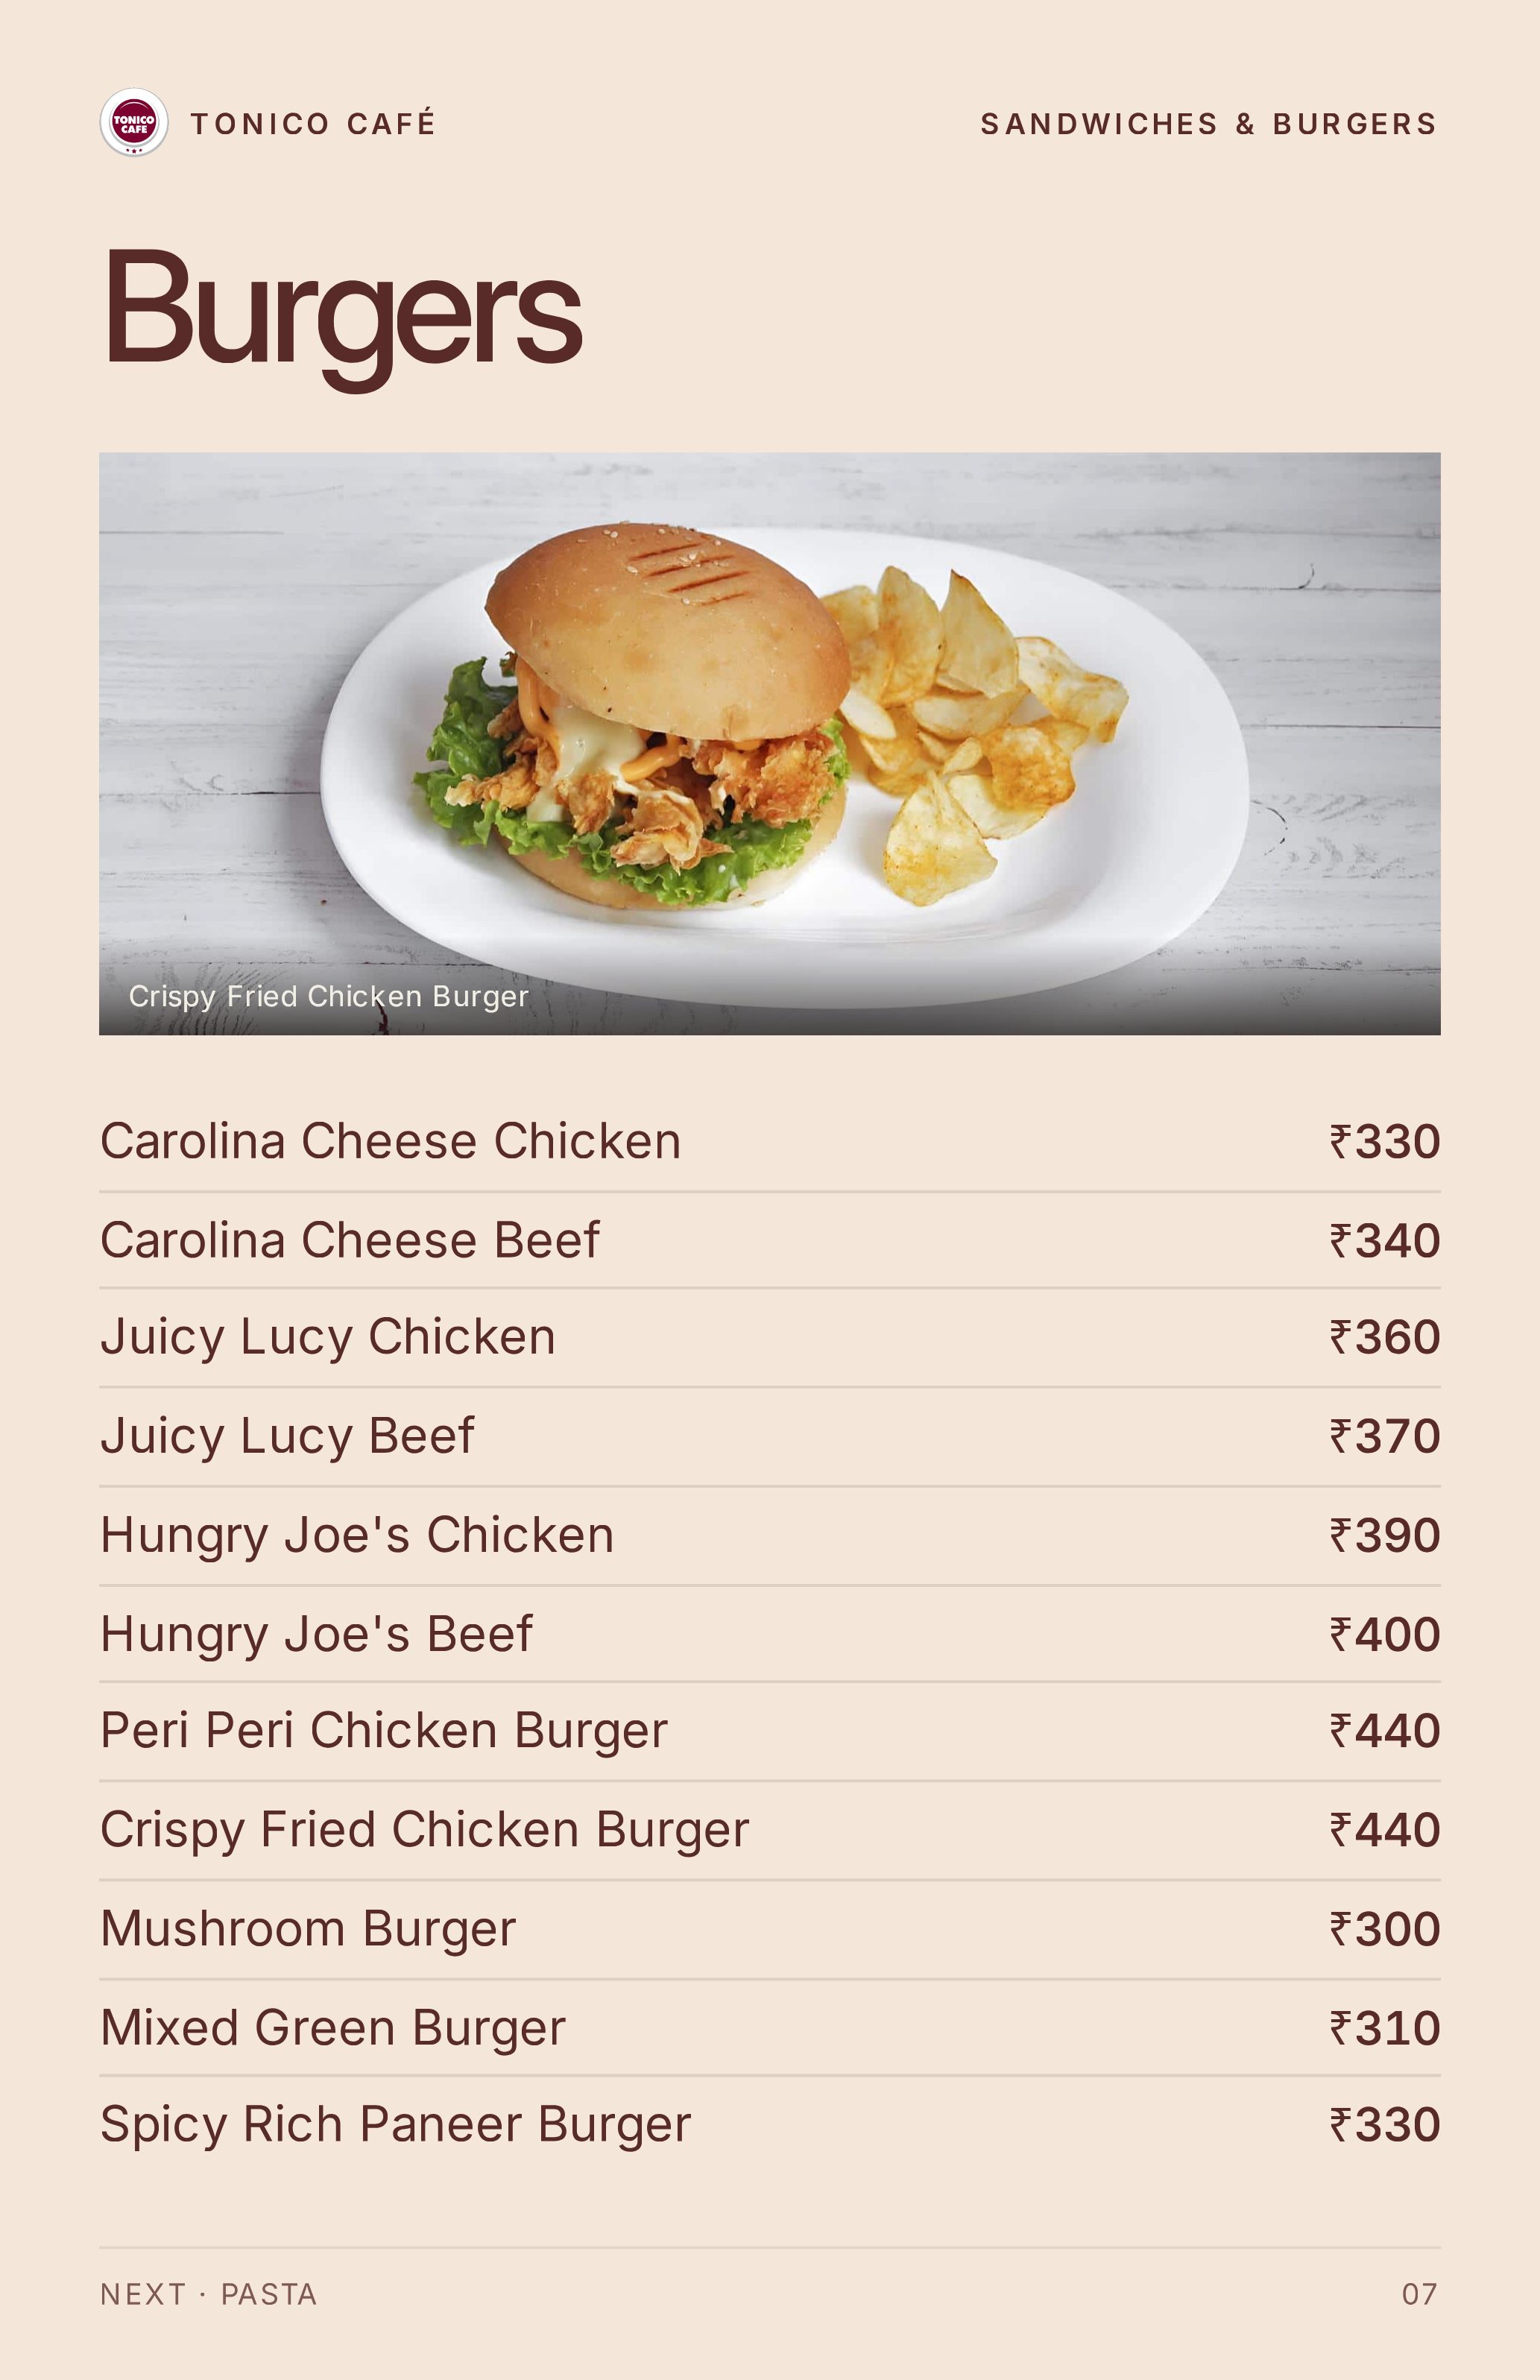 TONICO CAFE
TONICO CAFÉ
SANDWICHES & BURGERS
Burgers
Crispy Fried Chicken Burger
Carolina Cheese Chicken ₹330
Carolina Cheese Beef ₹340
Juicy Lucy Chicken ₹360
Juicy Lucy Beef ₹370
Hungry Joe's Chicken ₹390
Hungry Joe's Beef ₹400
Peri Peri Chicken Burger ₹440
Crispy Fried Chicken Burger ₹440
Mushroom Burger ₹300
Mixed Green Burger ₹310
Spicy Rich Paneer Burger ₹330
NEXT · PASTA
07